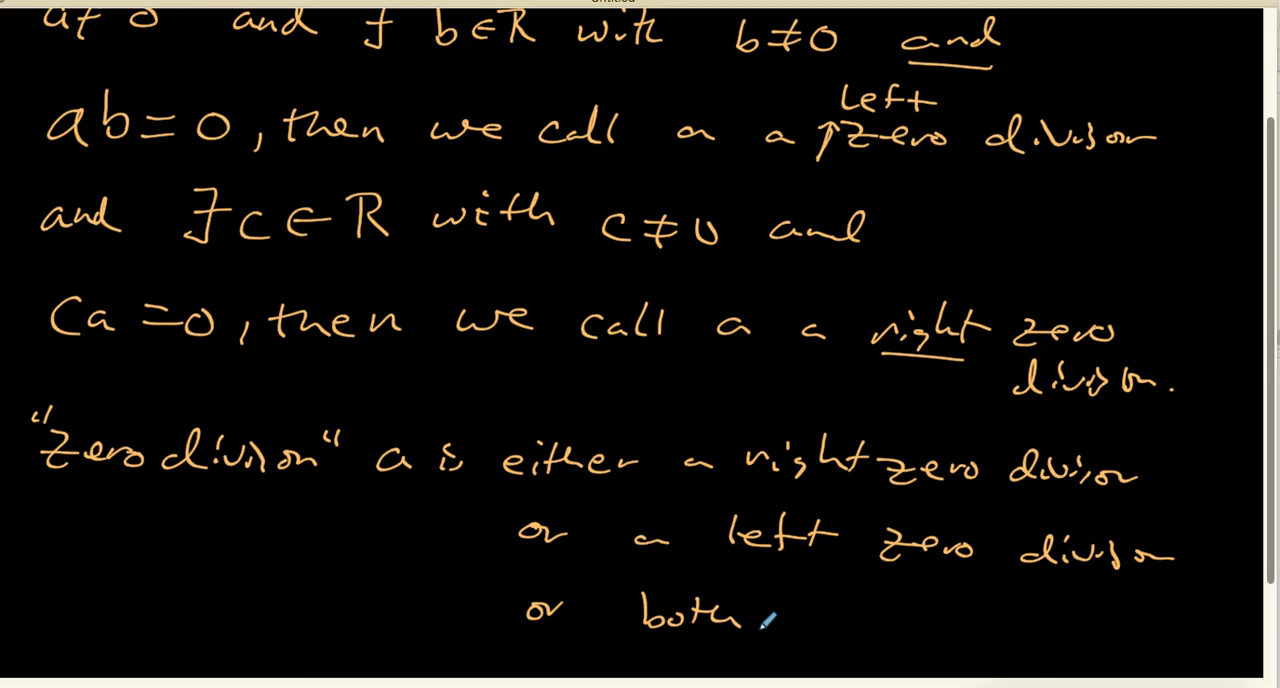 a≠0 and ∃ b∈R with b≠0 and
left
ab=0, then we call a a ↑zero divisor
and ∃c∈R with c≠0 and
Ca=0, then we call a a right zero
divisor.
"Zero divisor" a is either a right zero divisor
or a left zero divisor
or both